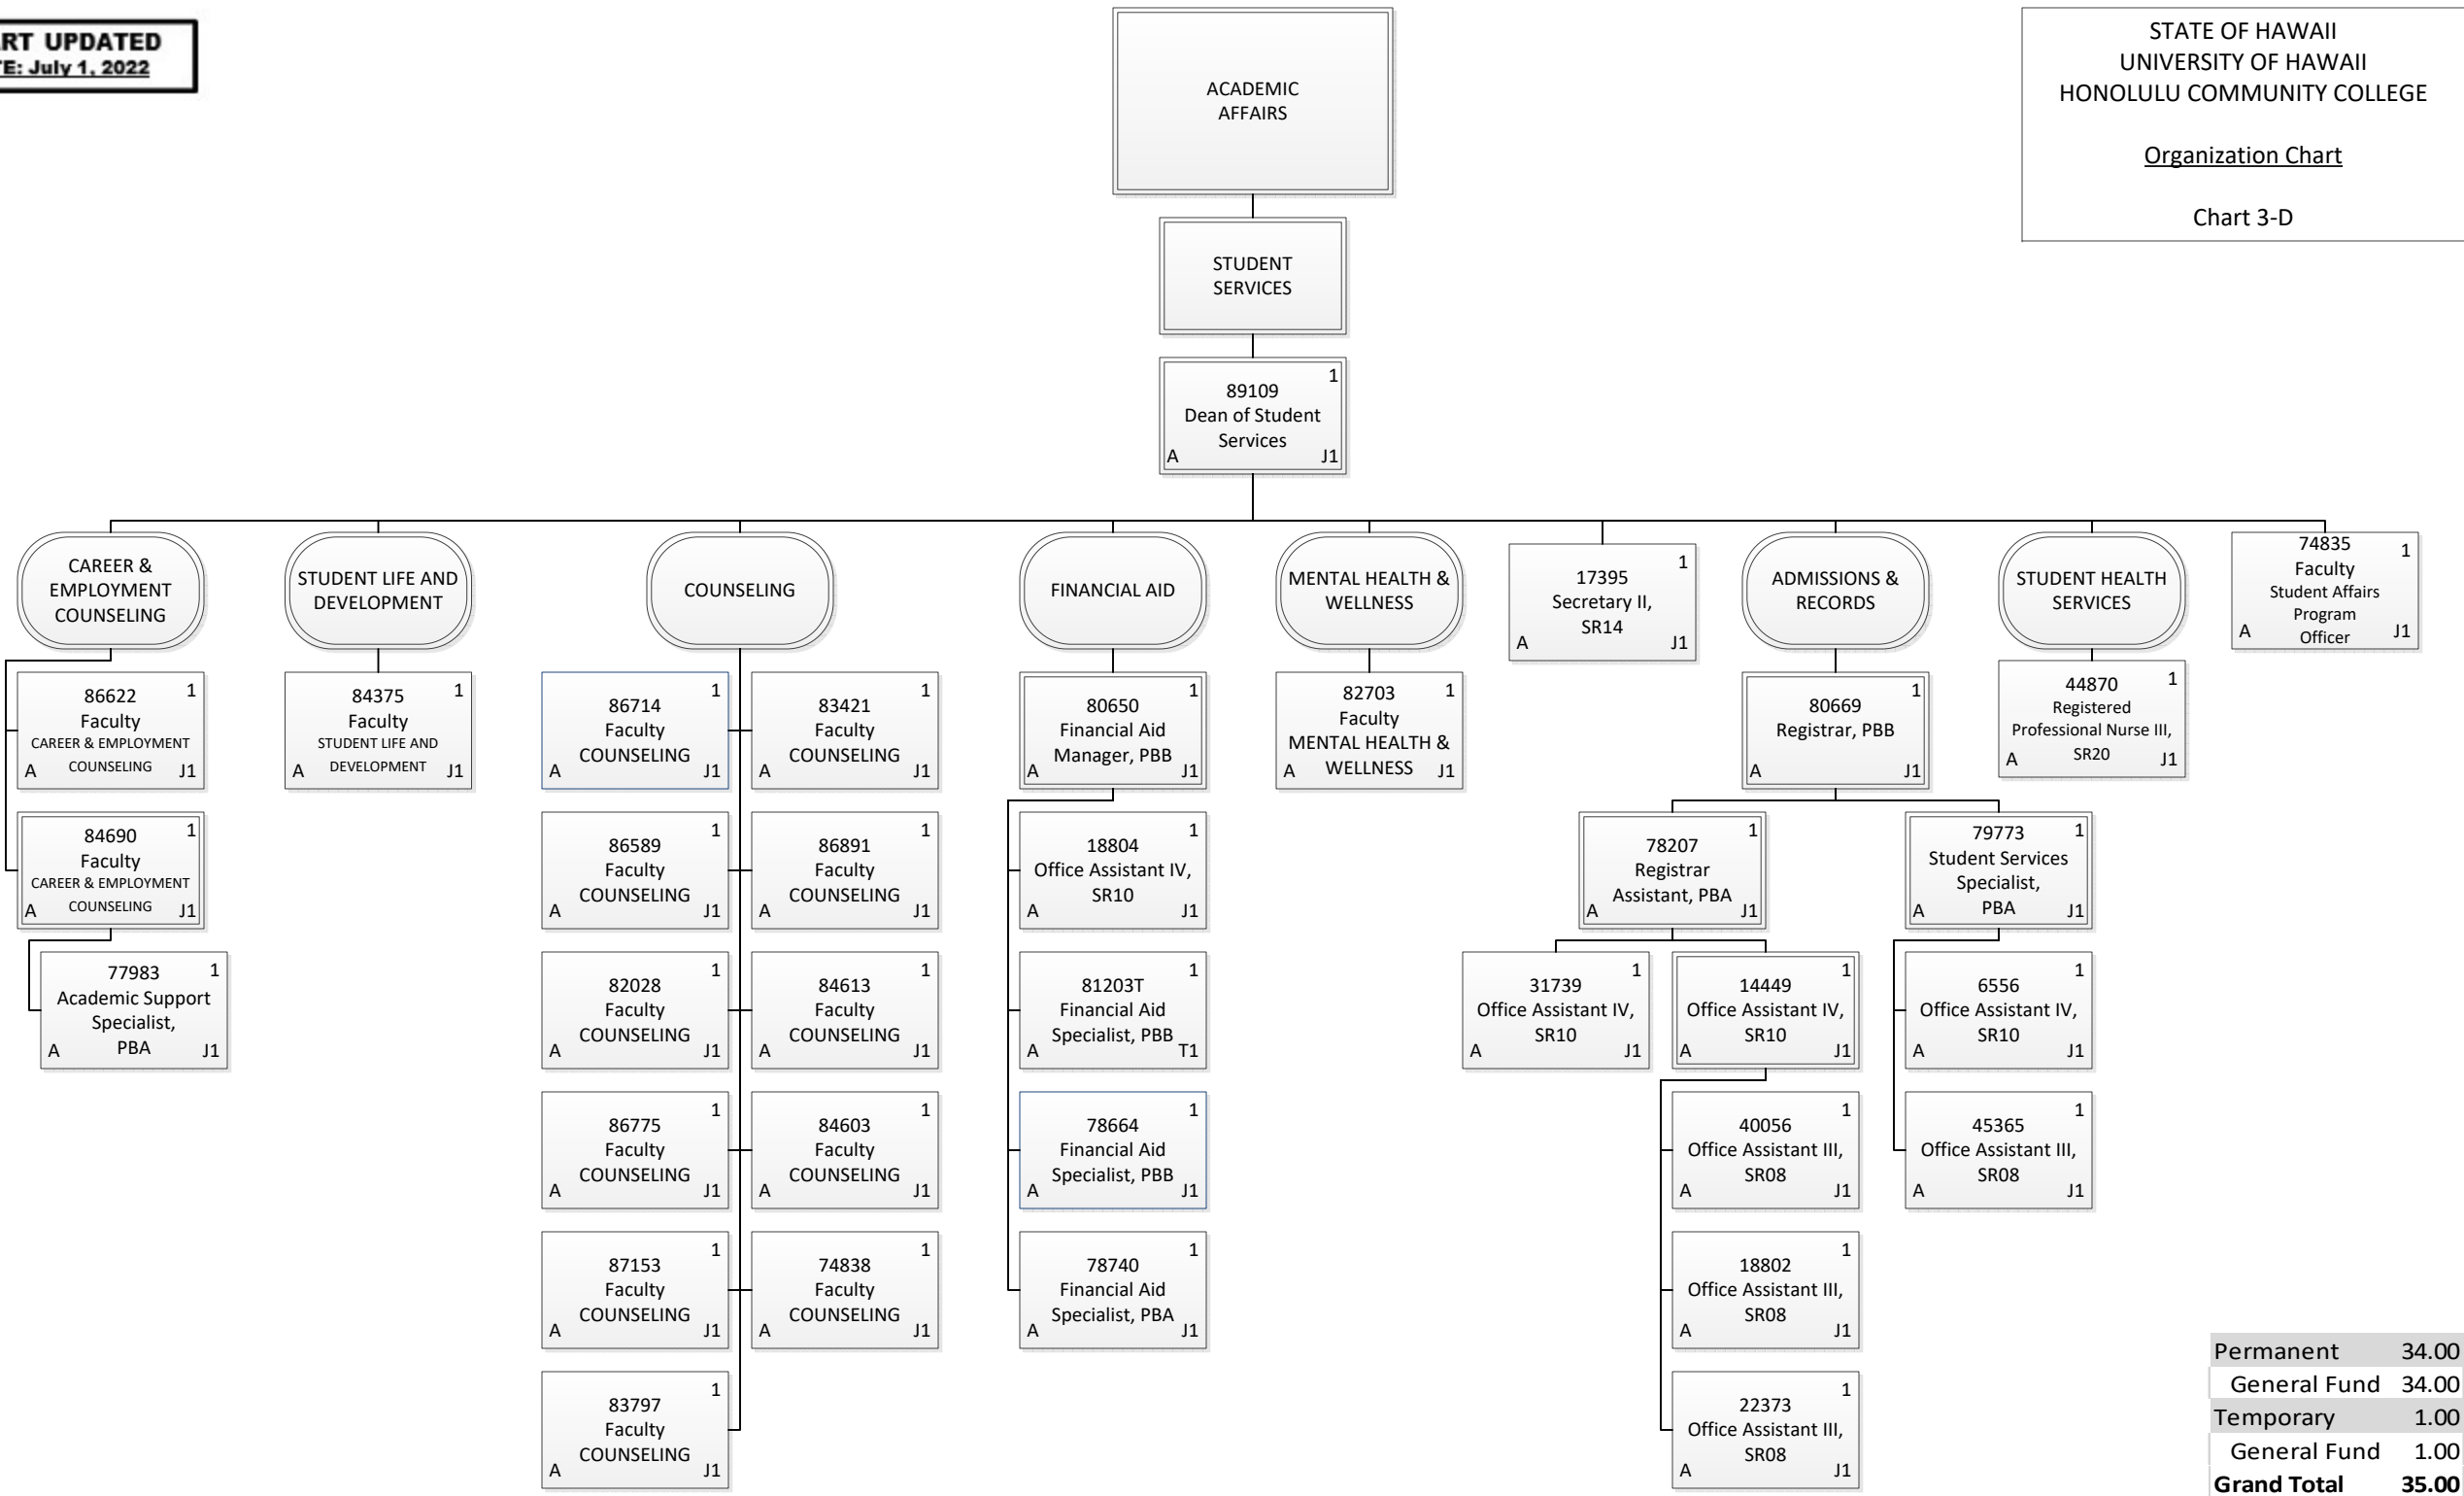 RT UPDATED
E: July 1, 2022
STATE OF HAWAII
UNIVERSITY OF HAWAII
HONOLULU COMMUNITY COLLEGE
Organization Chart
Chart 3-D
ACADEMIC
AFFAIRS
STUDENT
SERVICES
1
89109
Dean of Student
Services
A J1
CAREER &
EMPLOYMENT
COUNSELING
1
86622
Faculty
CAREER & EMPLOYMENT
COUNSELING
A J1
1
84690
Faculty
CAREER & EMPLOYMENT
COUNSELING
A J1
1
77983
Academic Support
Specialist,
PBA
A J1
STUDENT LIFE AND
DEVELOPMENT
1
84375
Faculty
STUDENT LIFE AND
DEVELOPMENT
A J1
COUNSELING
1
86714
Faculty
COUNSELING
A J1
1
83421
Faculty
COUNSELING
A J1
1
86589
Faculty
COUNSELING
A J1
1
86891
Faculty
COUNSELING
A J1
1
82028
Faculty
COUNSELING
A J1
1
84613
Faculty
COUNSELING
A J1
1
86775
Faculty
COUNSELING
A J1
1
84603
Faculty
COUNSELING
A J1
1
87153
Faculty
COUNSELING
A J1
1
74838
Faculty
COUNSELING
A J1
1
83797
Faculty
COUNSELING
A J1
FINANCIAL AID
1
80650
Financial Aid
Manager, PBB
A J1
1
18804
Office Assistant IV,
SR10
A J1
1
81203T
Financial Aid
Specialist, PBB
A T1
1
78664
Financial Aid
Specialist, PBB
A J1
1
78740
Financial Aid
Specialist, PBA
A J1
MENTAL HEALTH &
WELLNESS
1
82703
Faculty
MENTAL HEALTH &
WELLNESS
A J1
1
17395
Secretary II,
SR14
A J1
ADMISSIONS &
RECORDS
1
80669
Registrar, PBB
A J1
1
78207
Registrar
Assistant, PBA
A J1
1
31739
Office Assistant IV,
SR10
A J1
1
14449
Office Assistant IV,
SR10
A J1
1
40056
Office Assistant III,
SR08
A J1
1
18802
Office Assistant III,
SR08
A J1
1
22373
Office Assistant III,
SR08
A J1
1
79773
Student Services
Specialist,
PBA
A J1
1
6556
Office Assistant IV,
SR10
A J1
1
45365
Office Assistant III,
SR08
A J1
STUDENT HEALTH
SERVICES
1
44870
Registered
Professional Nurse III,
SR20
A J1
1
74835
Faculty
Student Affairs
Program
Officer
A J1
Permanent 34.00
General Fund 34.00
Temporary 1.00
General Fund 1.00
Grand Total 35.00